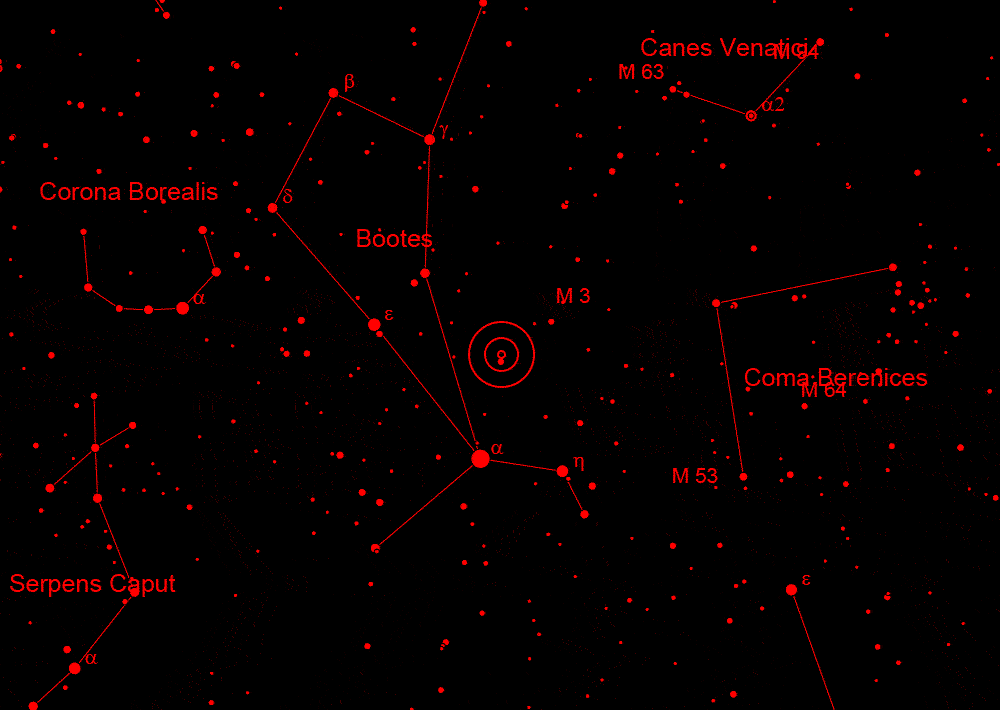 Canes Venatici
M 94
M 63
β
α2
γ
Corona Borealis
δ
Bootes
α
M 3
ε
Coma Berenices
M 64
α
η
M 53
ε
Serpens Caput
α